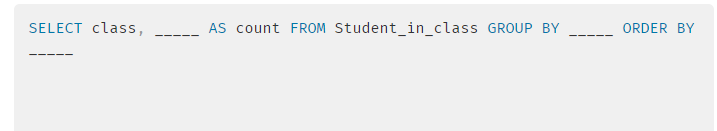 SELECT class, _____ AS count FROM Student_in_class GROUP BY _____ ORDER BY
_____